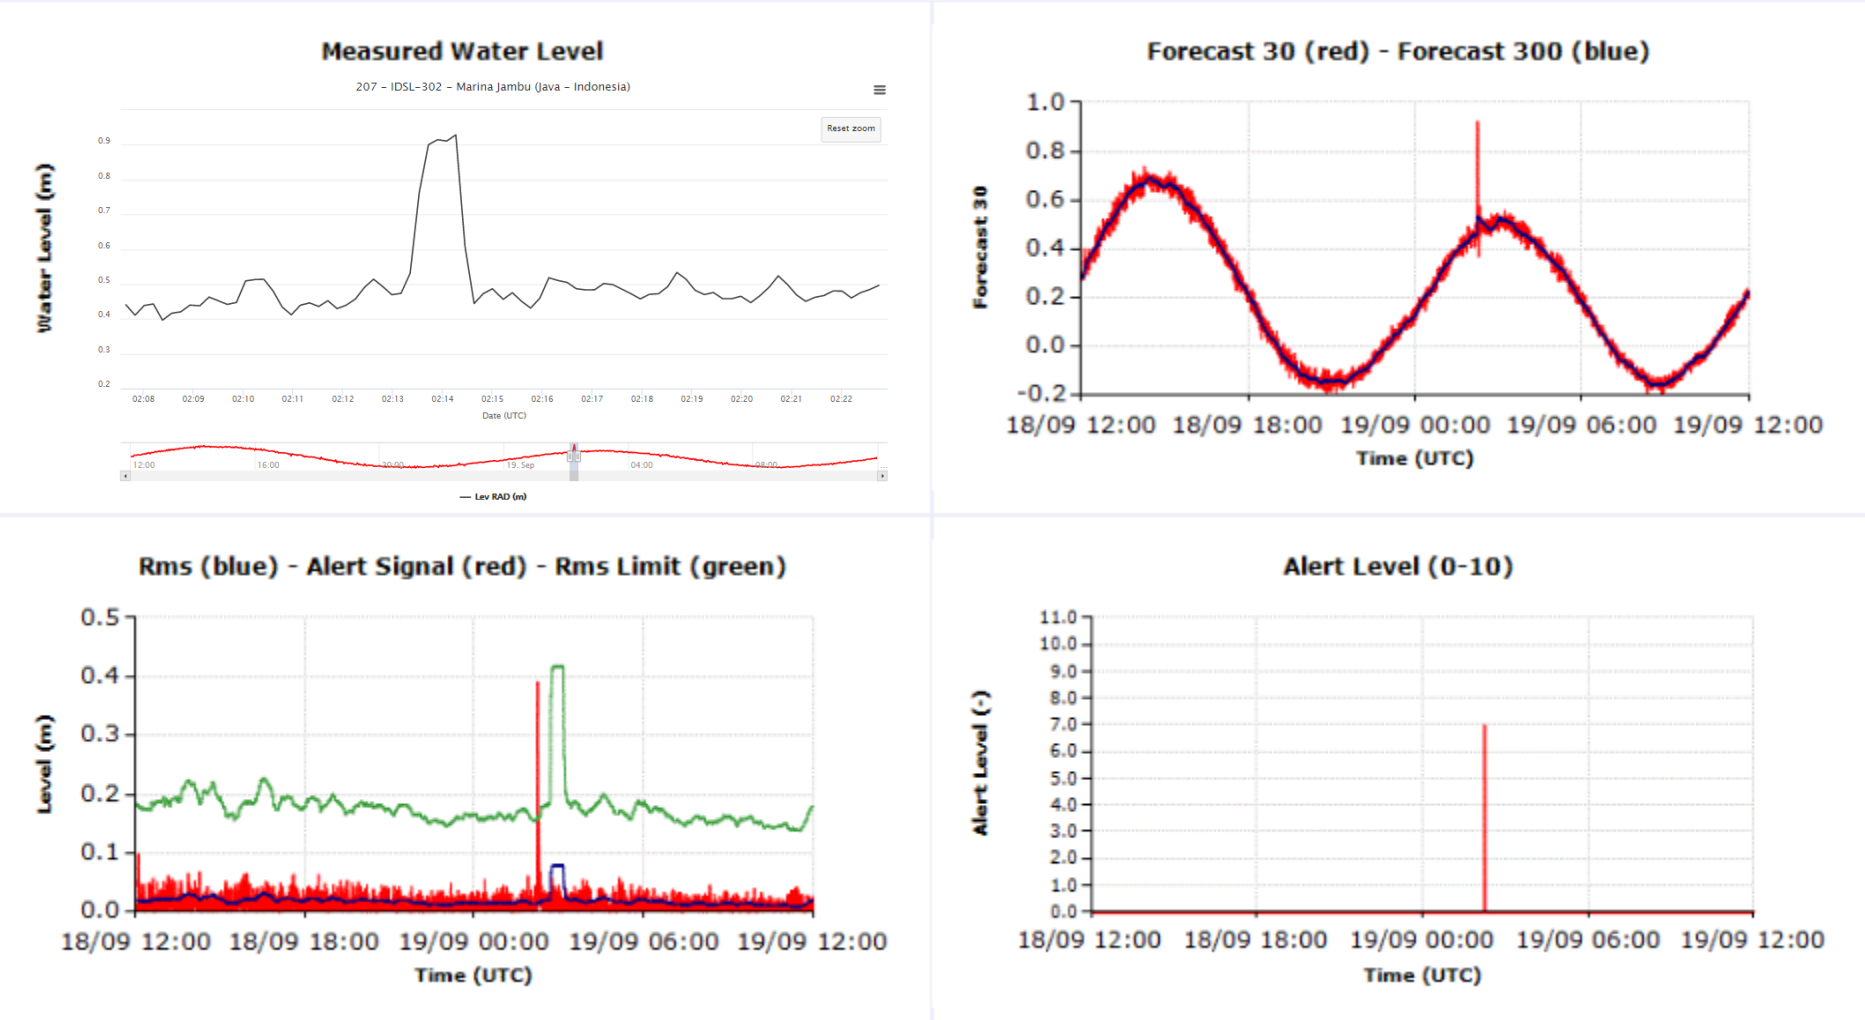 Measured Water Level
207 - IDSL-302 - Marina Jambu (Java - Indonesia)
Reset zoom
Water Level (m)
0.9
0.8
0.7
0.6
0.5
0.4
0.3
0.2
02:08 02:09 02:10 02:11 02:12 02:13 02:14 02:15 02:16 02:17 02:18 02:19 02:20 02:21 02:22
Date (UTC)
12:00 16:00 20:00 19. Sep 04:00 08:00 ...
Lev RAD (m)
Forecast 30 (red) - Forecast 300 (blue)
Forecast 30
1.0
0.8
0.6
0.4
0.2
0.0
-0.2
18/09 12:00 18/09 18:00 19/09 00:00 19/09 06:00 19/09 12:00
Time (UTC)
Rms (blue) - Alert Signal (red) - Rms Limit (green)
Level (m)
0.5
0.4
0.3
0.2
0.1
0.0
18/09 12:00 18/09 18:00 19/09 00:00 19/09 06:00 19/09 12:00
Time (UTC)
Alert Level (0-10)
Alert Level (-)
11.0
10.0
9.0
8.0
7.0
6.0
5.0
4.0
3.0
2.0
1.0
0.0
18/09 12:00 18/09 18:00 19/09 00:00 19/09 06:00 19/09 12:00
Time (UTC)